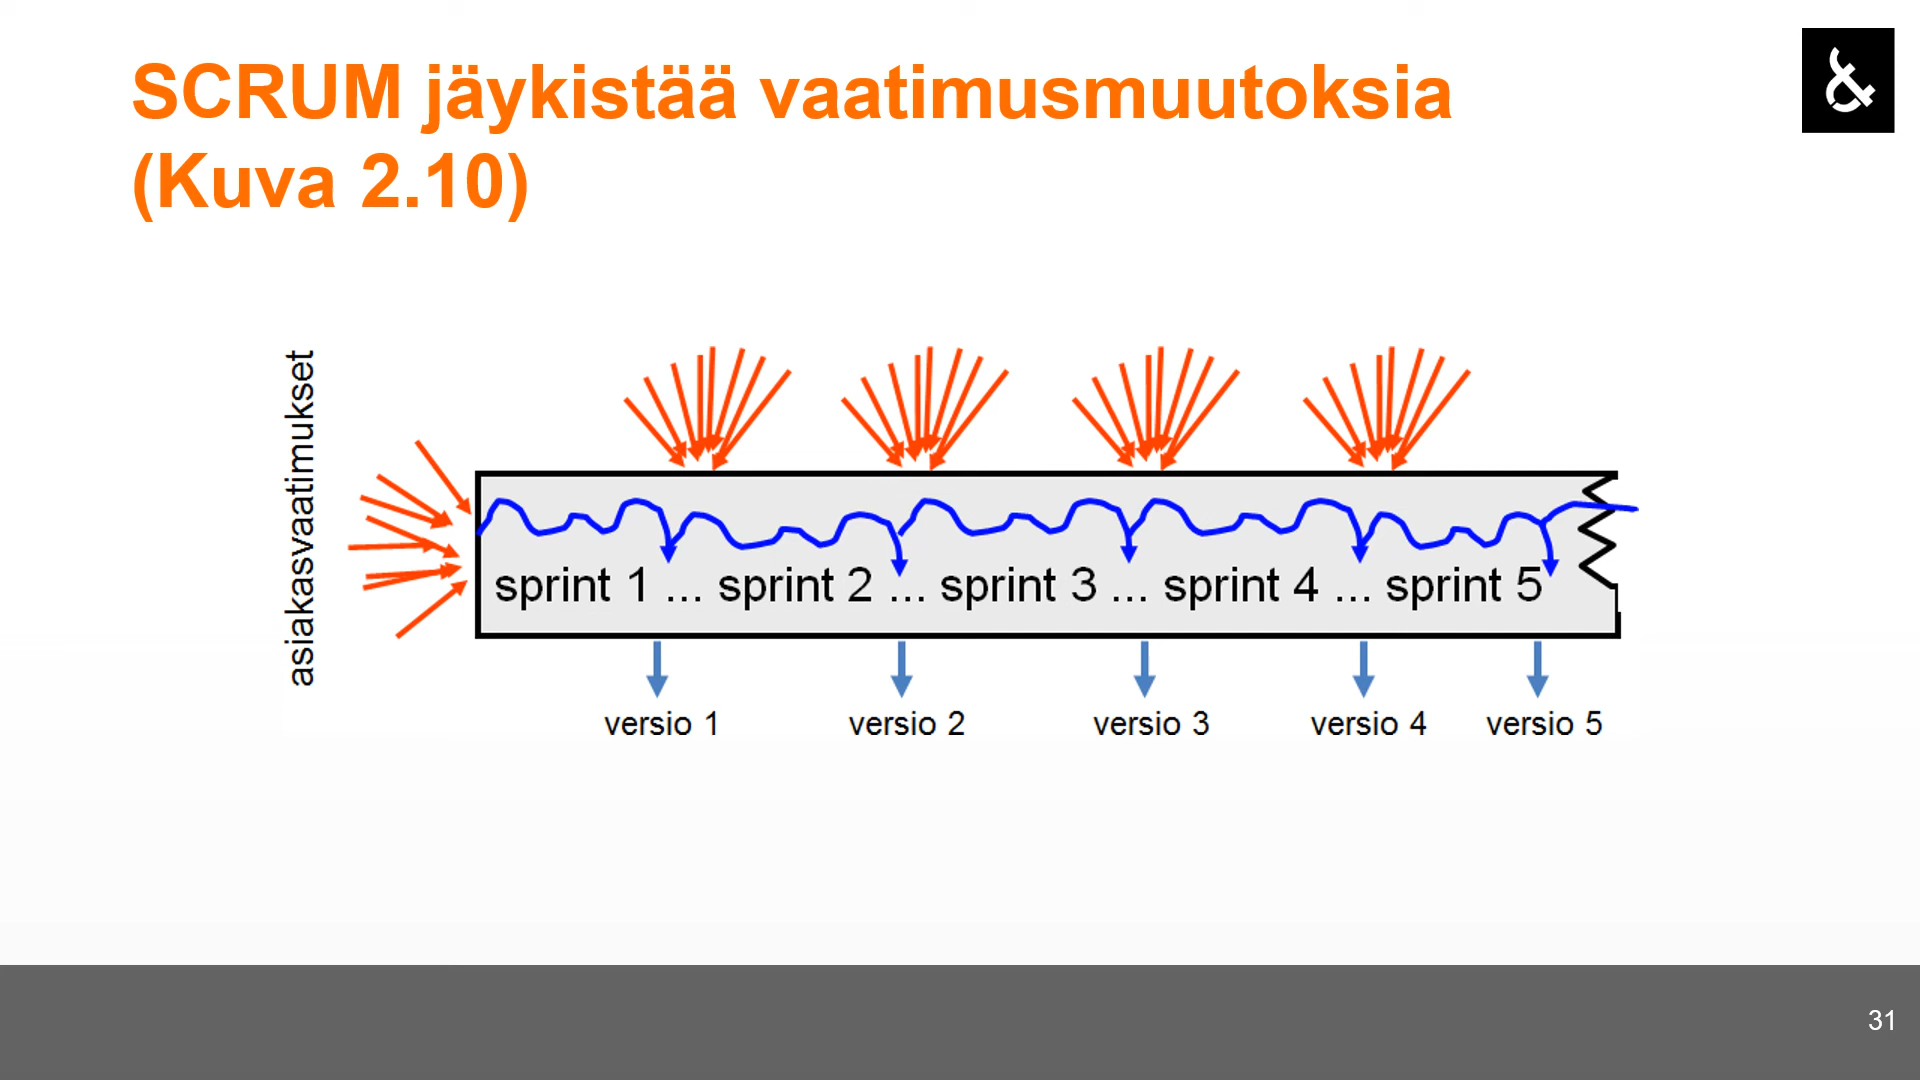 SCRUM jäykistää vaatimusmuutoksia
(Kuva 2.10)
&
asiakasvaatimukset
sprint 1 ... sprint 2 ... sprint 3 ... sprint 4 ... sprint 5
versio 1 versio 2 versio 3 versio 4 versio 5
31